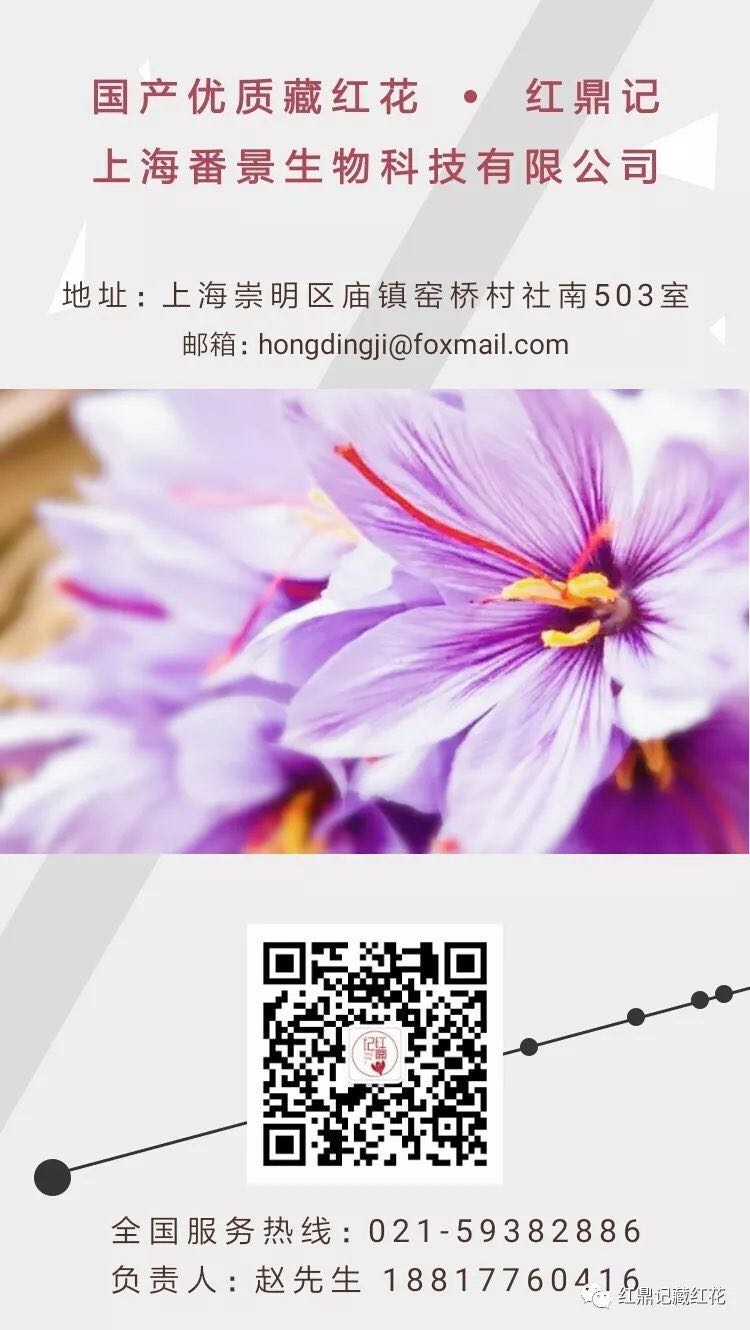 国产优质藏红花 • 红鼎记
上海番景生物科技有限公司
地址：上海崇明区庙镇窑桥村社南503室
邮箱：hongdingji@foxmail.com
红鼎记
全国服务热线：021-59382886
负责人：赵先生 18817760416
红鼎记藏红花